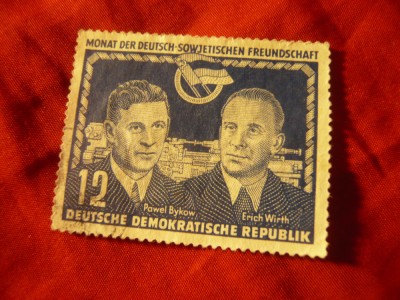 MONAT DER DEUTSCH-SOWJETISCHEN FREUNDSCHAFT
12
Pawel Bykow
Erich Wirth
DEUTSCHE DEMOKRATISCHE REPUBLIK